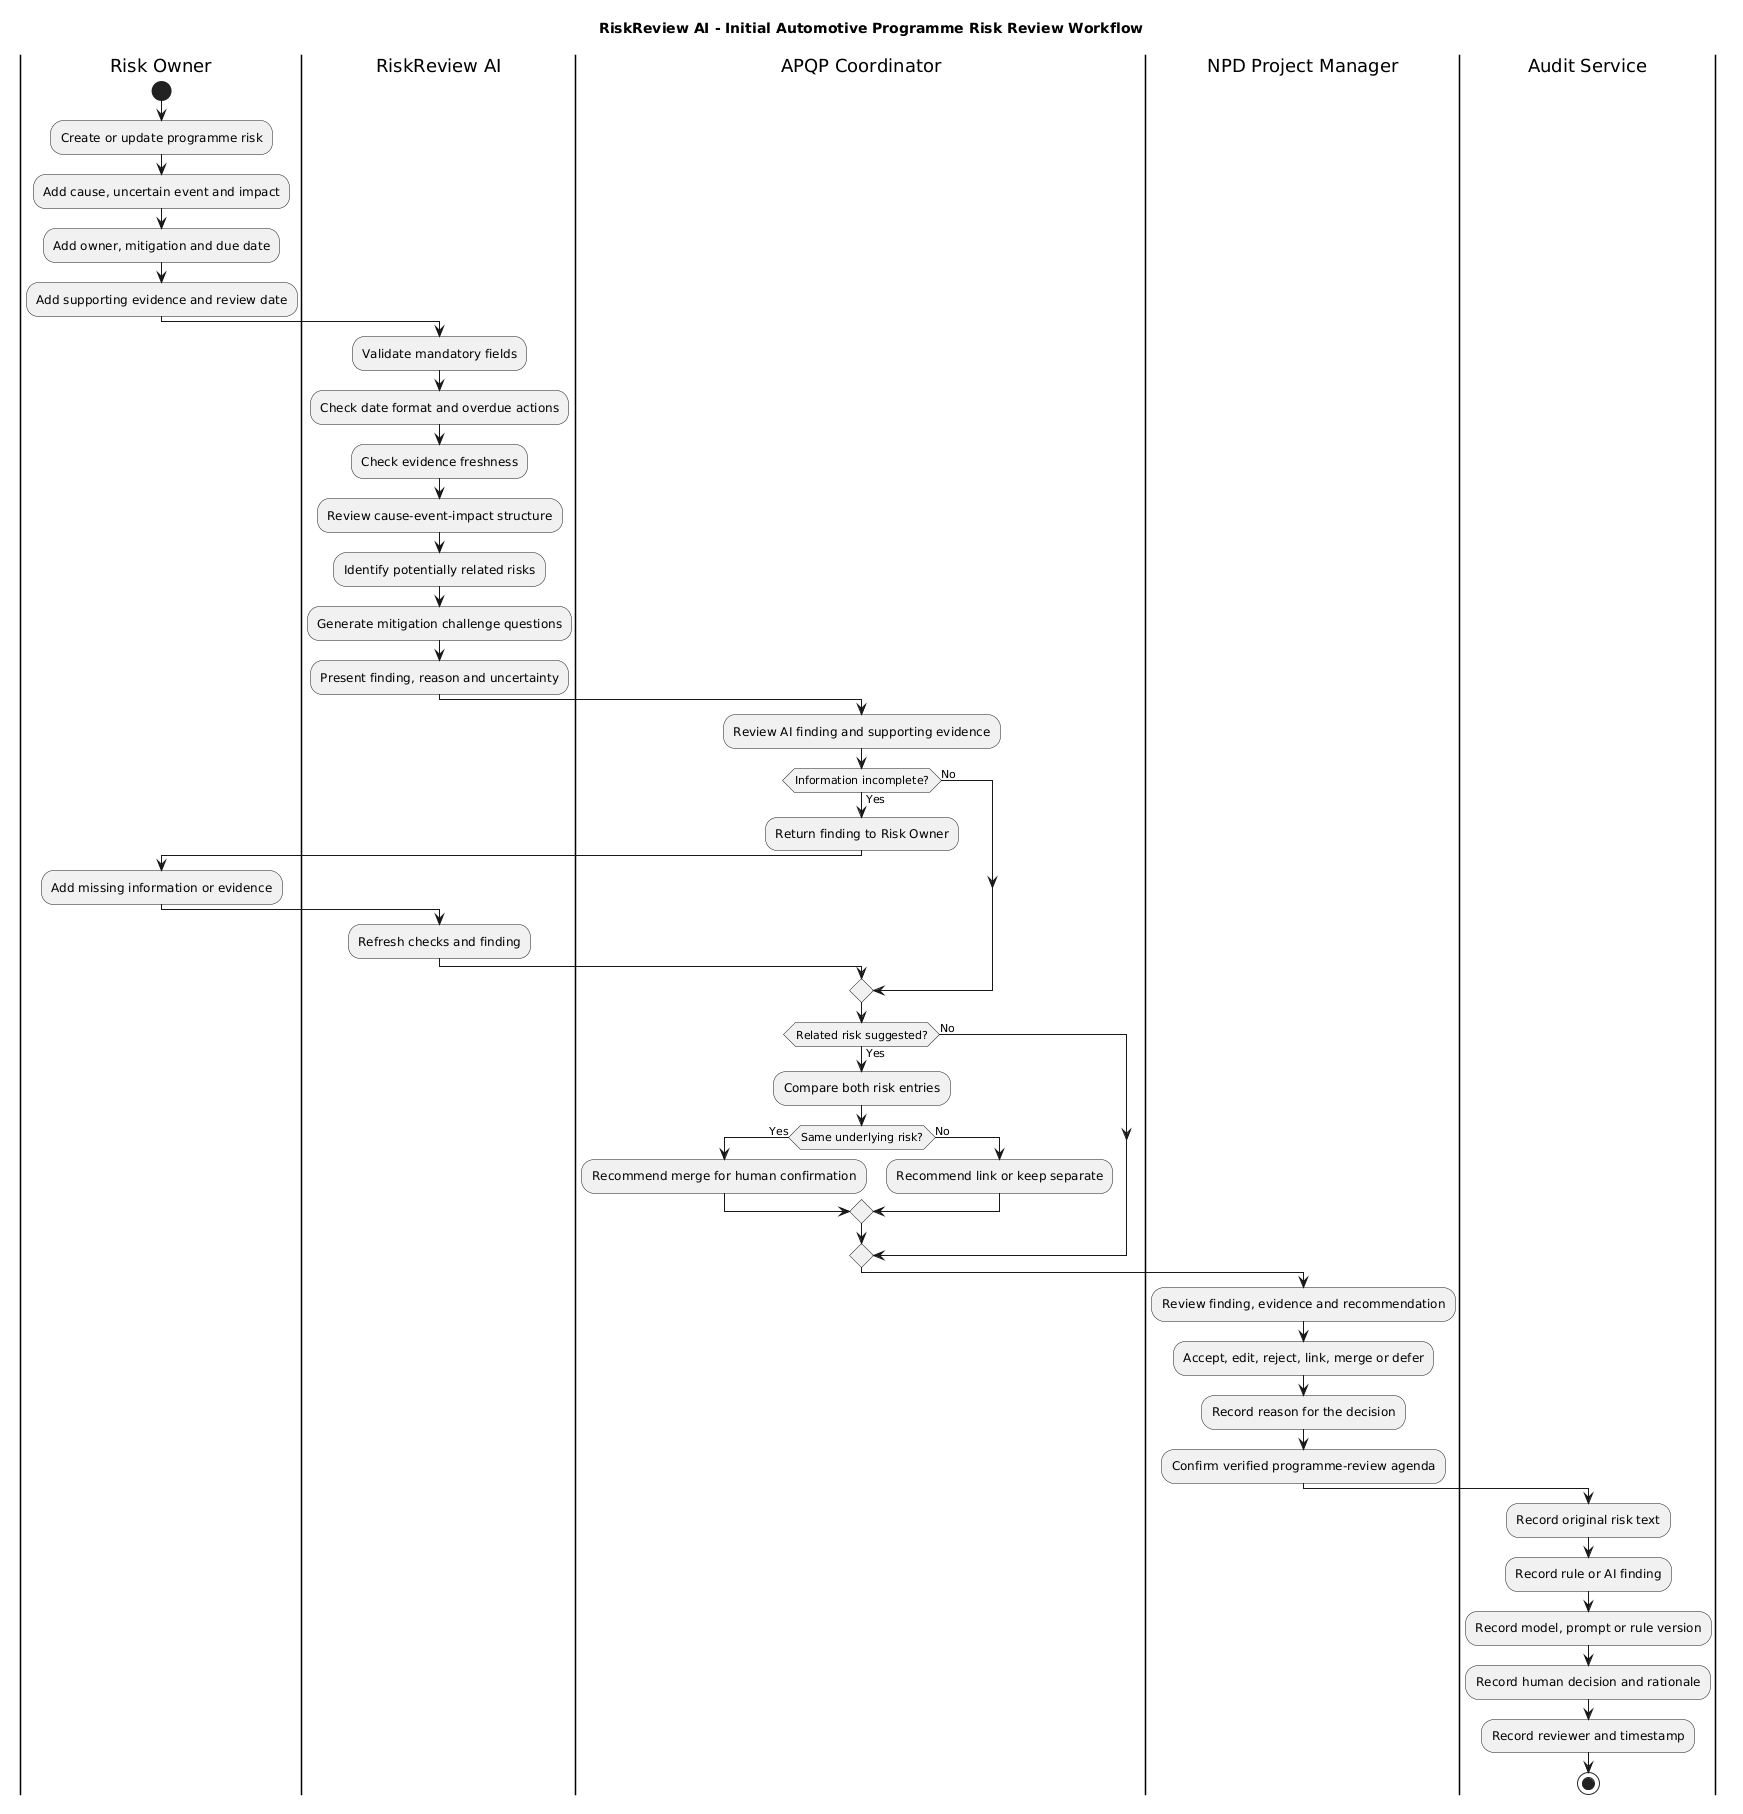 RiskReview AI - Initial Automotive Programme Risk Review Workflow
Risk Owner
RiskReview AI
APQP Coordinator
NPD Project Manager
Audit Service
Create or update programme risk
Add cause, uncertain event and impact
Add owner, mitigation and due date
Add supporting evidence and review date
Validate mandatory fields
Check date format and overdue actions
Check evidence freshness
Review cause-event-impact structure
Identify potentially related risks
Generate mitigation challenge questions
Present finding, reason and uncertainty
Review AI finding and supporting evidence
Information incomplete?
No
Yes
Return finding to Risk Owner
Add missing information or evidence
Refresh checks and finding
Related risk suggested?
No
Yes
Compare both risk entries
Yes
Same underlying risk?
No
Recommend merge for human confirmation
Recommend link or keep separate
Review finding, evidence and recommendation
Accept, edit, reject, link, merge or defer
Record reason for the decision
Confirm verified programme-review agenda
Record original risk text
Record rule or AI finding
Record model, prompt or rule version
Record human decision and rationale
Record reviewer and timestamp